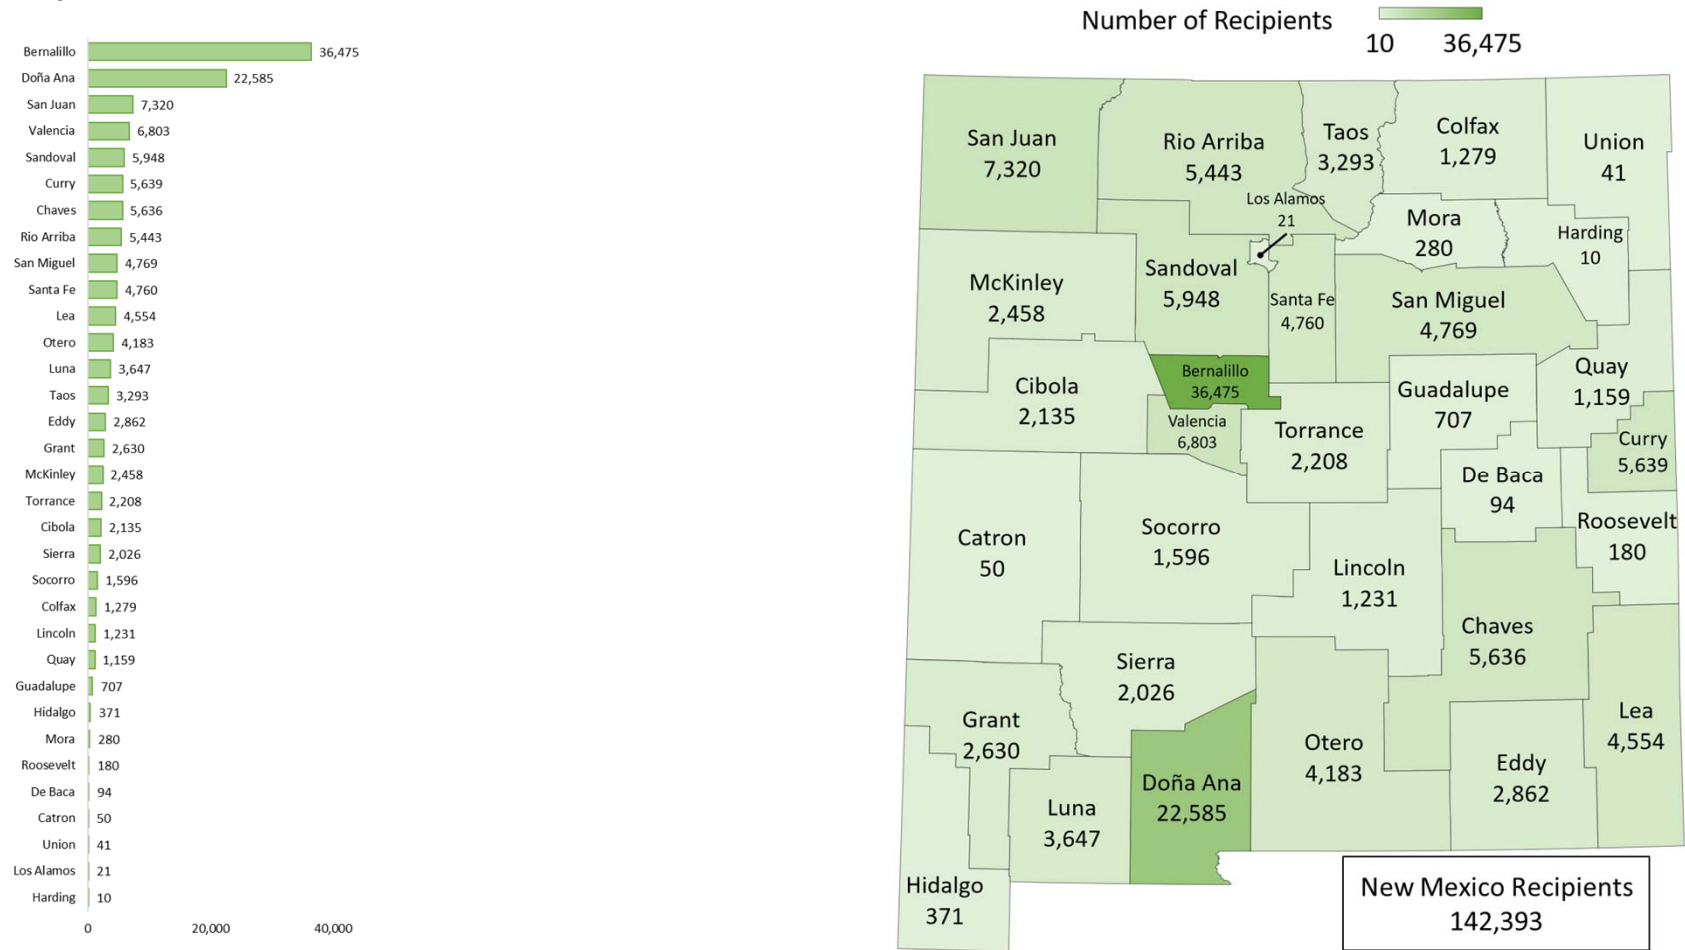 Bernalillo 36,475
Doña Ana 22,585
San Juan 7,320
Valencia 6,803
Sandoval 5,948
Curry 5,639
Chaves 5,636
Rio Arriba 5,443
San Miguel 4,769
Santa Fe 4,760
Lea 4,554
Otero 4,183
Luna 3,647
Taos 3,293
Eddy 2,862
Grant 2,630
McKinley 2,458
Torrance 2,208
Cibola 2,135
Sierra 2,026
Socorro 1,596
Colfax 1,279
Lincoln 1,231
Quay 1,159
Guadalupe 707
Hidalgo 371
Mora 280
Roosevelt 180
De Baca 94
Catron 50
Union 41
Los Alamos 21
Harding 10
0 20,000 40,000
Number of Recipients
10 36,475
San Juan
7,320
Rio Arriba
5,443
Taos
3,293
Colfax
1,279
Union
41
Los Alamos
21
Mora
280
Harding
10
McKinley
2,458
Sandoval
5,948
Santa Fe
4,760
San Miguel
4,769
Bernalillo
36,475
Cibola
2,135
Valencia
6,803
Torrance
2,208
Guadalupe
707
Quay
1,159
Curry
5,639
De Baca
94
Roosevelt
180
Catron
50
Socorro
1,596
Lincoln
1,231
Chaves
5,636
Sierra
2,026
Grant
2,630
Otero
4,183
Lea
4,554
Eddy
2,862
Doña Ana
22,585
Luna
3,647
Hidalgo
371
New Mexico Recipients
142,393